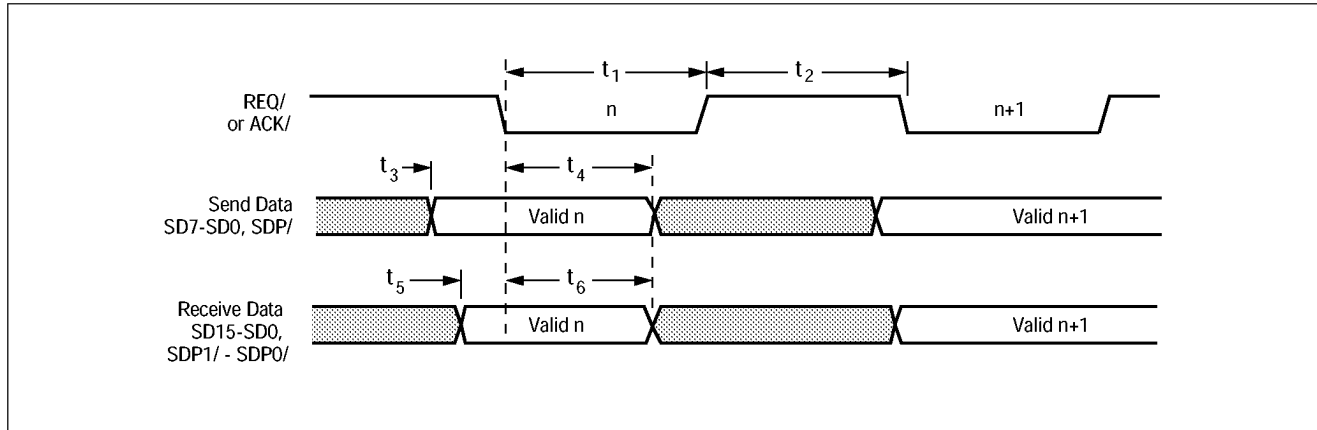 t1 t2
REQ/
or ACK/
n n+1
t3 t4
Send Data
SD7-SD0, SDP/
Valid n Valid n+1
t5 t6
Receive Data
SD15-SD0,
SDP1/ - SDP0/
Valid n Valid n+1